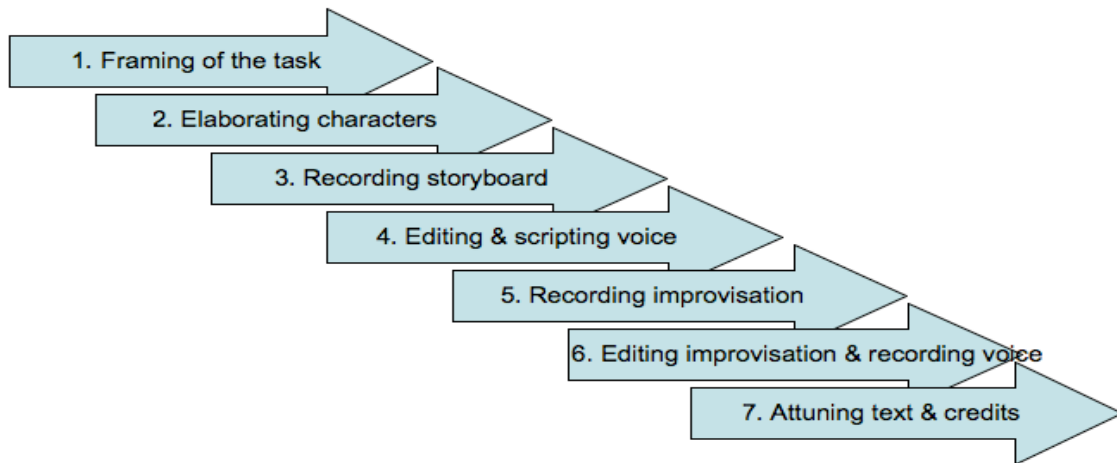 1. Framing of the task
2. Elaborating characters
3. Recording storyboard
4. Editing & scripting voice
5. Recording improvisation
6. Editing improvisation & recording voice
7. Attuning text & credits